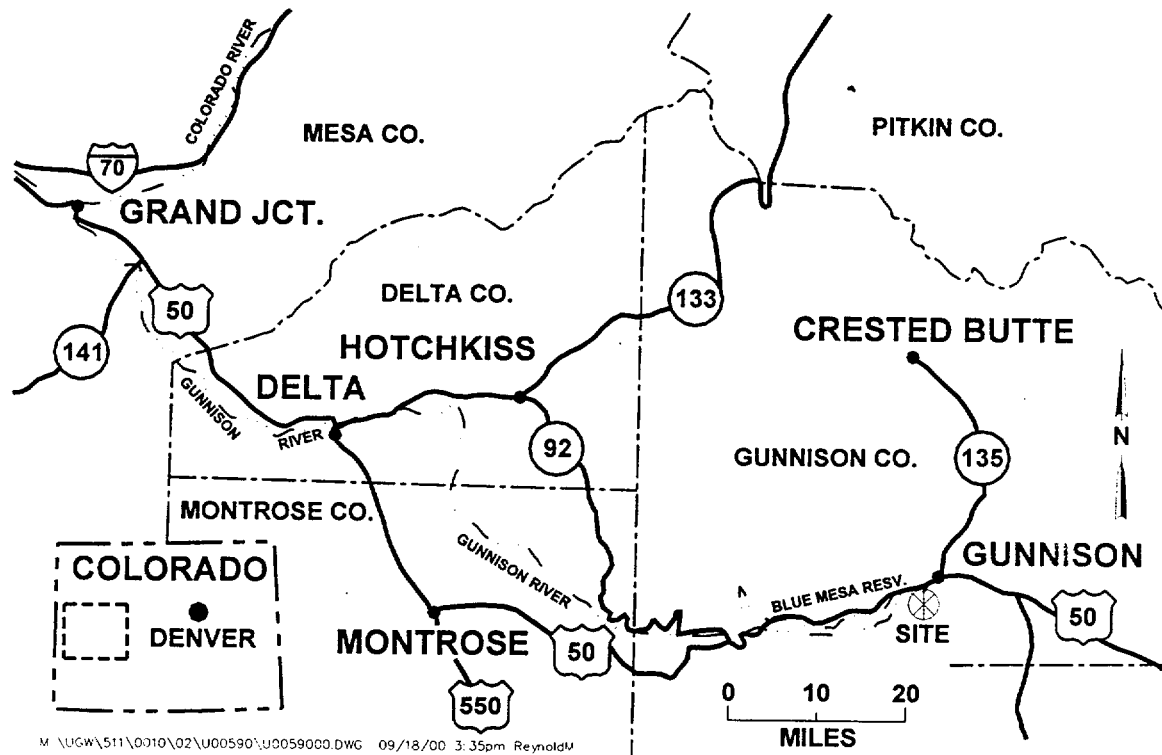 COLORADO RIVER
MESA CO.
PITKIN CO.
70
GRAND JCT.
50
DELTA CO.
133
141
HOTCHKISS
CRESTED BUTTE
DELTA
GUNNISON
RIVER
N
92
GUNNISON CO.
135
MONTROSE CO.
GUNNISON RIVER
GUNNISON
COLORADO
DENVER
BLUE MESA RESV.
SITE
50
MONTROSE
50
550
0 10 20
MILES
M:\UGW\511\0010\02\U00590\U0059000.DWG 09/18/00 3:35pm ReynoldM